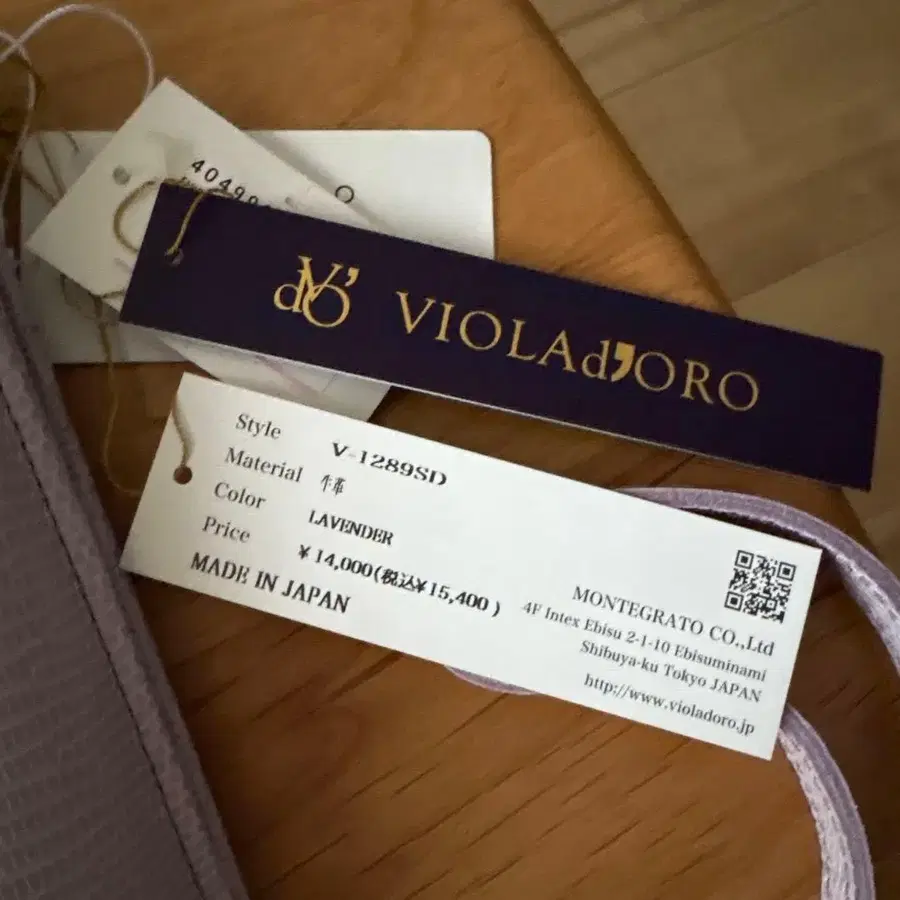 VIOLAd'ORO
Style V-1289SD
Material 牛革
Color LAVENDER
Price ¥14,000(税込¥15,400)
MADE IN JAPAN
MONTEGRATO CO.,Ltd
4F Intex Ebisu 2-1-10 Ebisuminami
Shibuya-ku Tokyo JAPAN
http://www.violadoro.jp